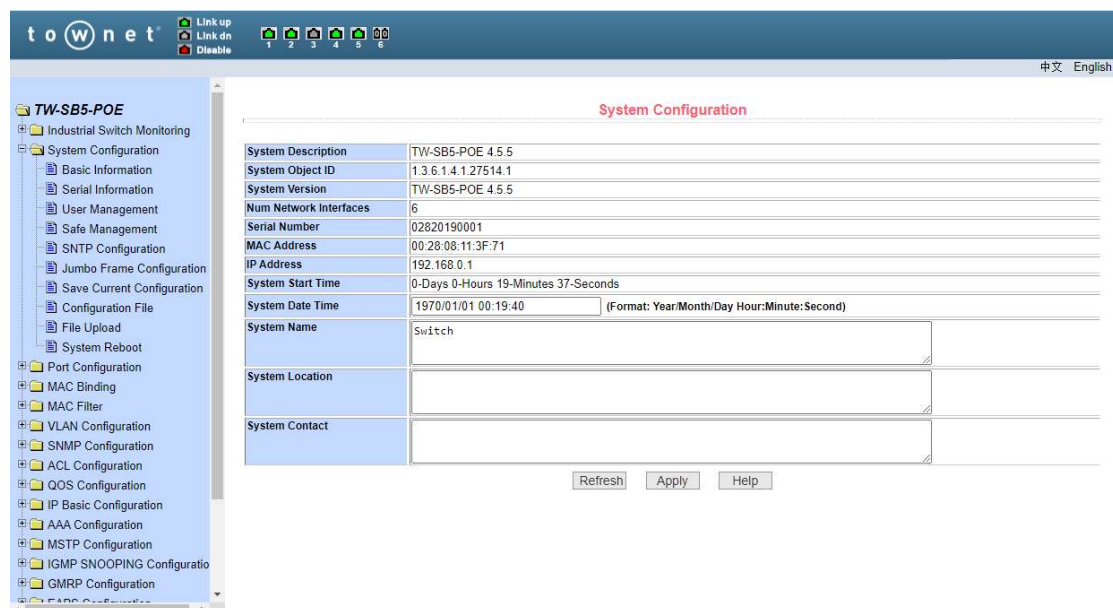 townet
Link up
Link dn
Disable
1 2 3 4 5 6
中文 English
TW-SB5-POE
Industrial Switch Monitoring
System Configuration
Basic Information
Serial Information
User Management
Safe Management
SNTP Configuration
Jumbo Frame Configuration
Save Current Configuration
Configuration File
File Upload
System Reboot
Port Configuration
MAC Binding
MAC Filter
VLAN Configuration
SNMP Configuration
ACL Configuration
QOS Configuration
IP Basic Configuration
AAA Configuration
MSTP Configuration
IGMP SNOOPING Configuratio
GMRP Configuration
System Configuration
System Description TW-SB5-POE 4.5.5
System Object ID 1.3.6.1.4.1.27514.1
System Version TW-SB5-POE 4.5.5
Num Network Interfaces 6
Serial Number 02820190001
MAC Address 00:28:08:11:3F:71
IP Address 192.168.0.1
System Start Time 0-Days 0-Hours 19-Minutes 37-Seconds
System Date Time 1970/01/01 00:19:40 (Format: Year/Month/Day Hour:Minute:Second)
System Name Switch
System Location
System Contact
Refresh Apply Help